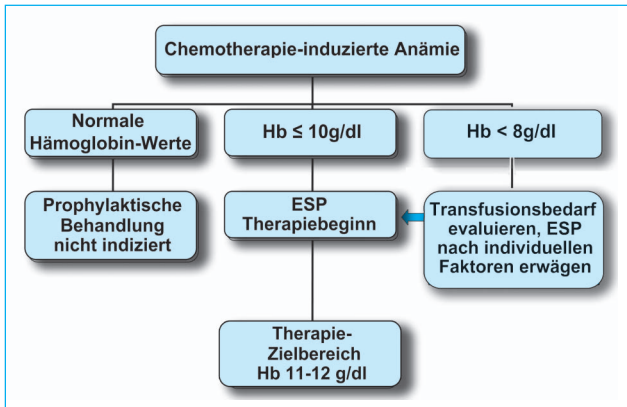 Chemotherapie-induzierte Anämie
Normale
Hämoglobin-Werte
Hb ≤ 10g/dl
Hb < 8g/dl
Prophylaktische
Behandlung
nicht indiziert
ESP
Therapiebeginn
Transfusionsbedarf
evaluieren, ESP
nach individuellen
Faktoren erwägen
Therapie-
Zielbereich
Hb 11-12 g/dl